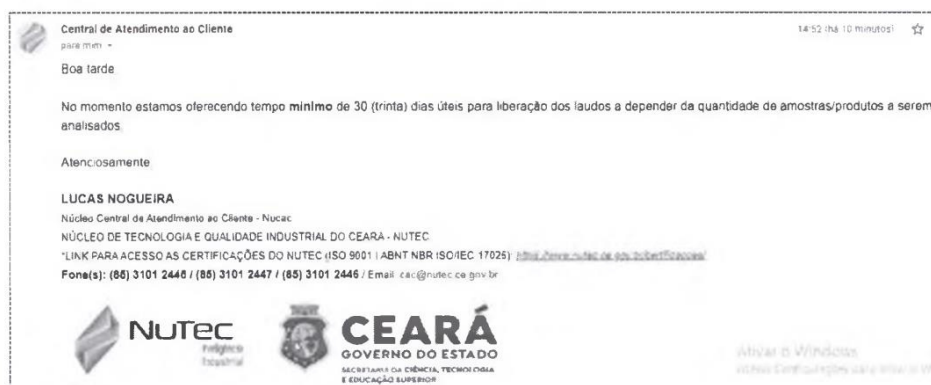 Central de Atendimento ao Cliente
14:52 (há 10 minutos)
para mim
Boa tarde
No momento estamos oferecendo tempo mínimo de 30 (trinta) dias úteis para liberação dos laudos a depender da quantidade de amostras/produtos a serem
analisados.
Atenciosamente
LUCAS NOGUEIRA
Núcleo Central de Atendimento ao Cliente - Nucac
NÚCLEO DE TECNOLOGIA E QUALIDADE INDUSTRIAL DO CEARA - NUTEC
*LINK PARA ACESSO AS CERTIFICAÇÕES DO NUTEC (ISO 9001 | ABNT NBR ISO/IEC 17025):
Fone(s): (85) 3101 2446 / (85) 3101 2447 / (85) 3101 2446 / Email cac@nutec.ce.gov.br
NUTEC
Industrial
CEARÁ
GOVERNO DO ESTADO
SECRETARIA DA CIÊNCIA, TECNOLOGIA
E EDUCAÇÃO SUPERIOR
Ativar o Windows